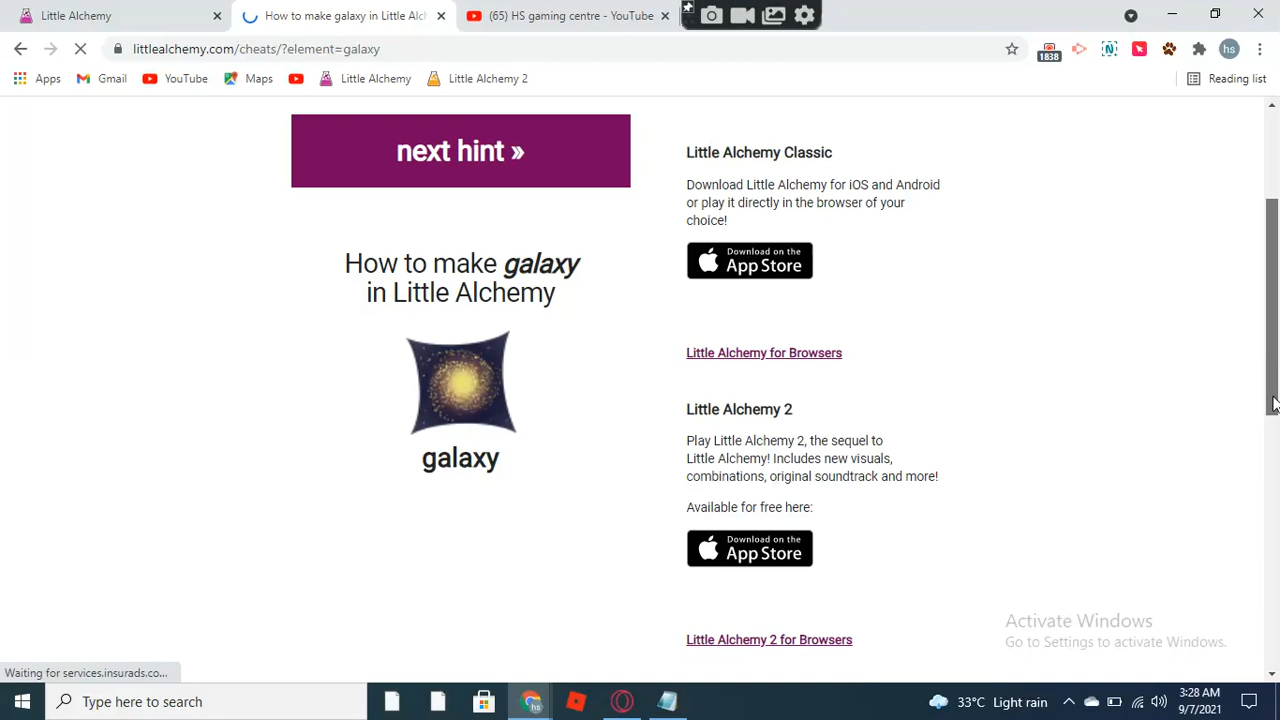 Little Alchemy
How to make galaxy in Little Alch
(65) HS gaming centre - YouTube
littlealchemy.com/cheats/?element=galaxy
hs
1838
Apps
Gmail
YouTube
Maps
Little Alchemy
Little Alchemy 2
Reading list
next hint »
How to make galaxy
in Little Alchemy
galaxy
Little Alchemy Classic
Download Little Alchemy for iOS and Android
or play it directly in the browser of your
choice!
Download on the
App Store
Little Alchemy for Browsers
Little Alchemy 2
Play Little Alchemy 2, the sequel to
Little Alchemy! Includes new visuals,
combinations, original soundtrack and more!
Available for free here:
Download on the
App Store
Little Alchemy 2 for Browsers
Activate Windows
Go to Settings to activate Windows.
Waiting for services.insurads.co...
Type here to search
hs
33°C Light rain
3:28 AM
9/7/2021